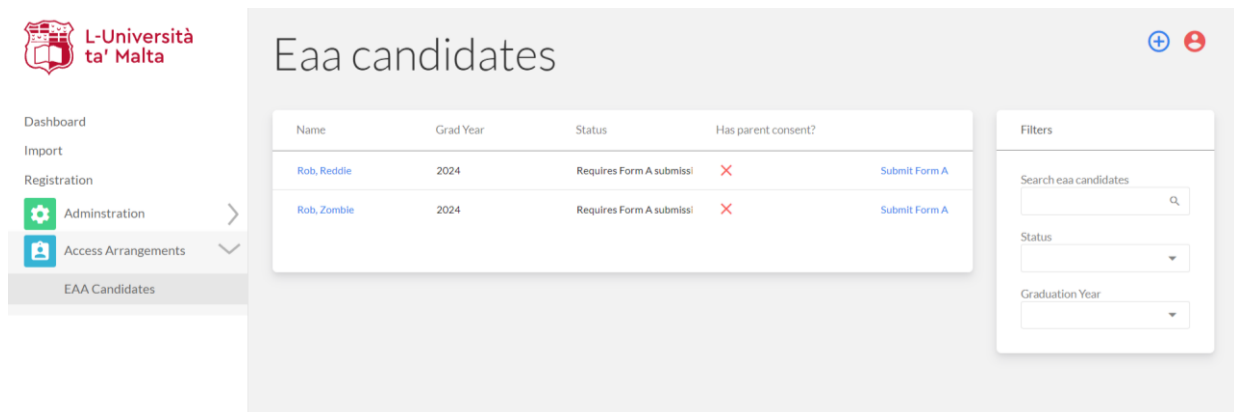 L-Università
ta' Malta
Eaa candidates
Dashboard
Import
Registration
Adminstration
Access Arrangements
EAA Candidates
Name Grad Year Status Has parent consent?
Rob, Reddie 2024 Requires Form A submissi Submit Form A
Rob, Zombie 2024 Requires Form A submissi Submit Form A
Filters
Search eaa candidates
Status
Graduation Year